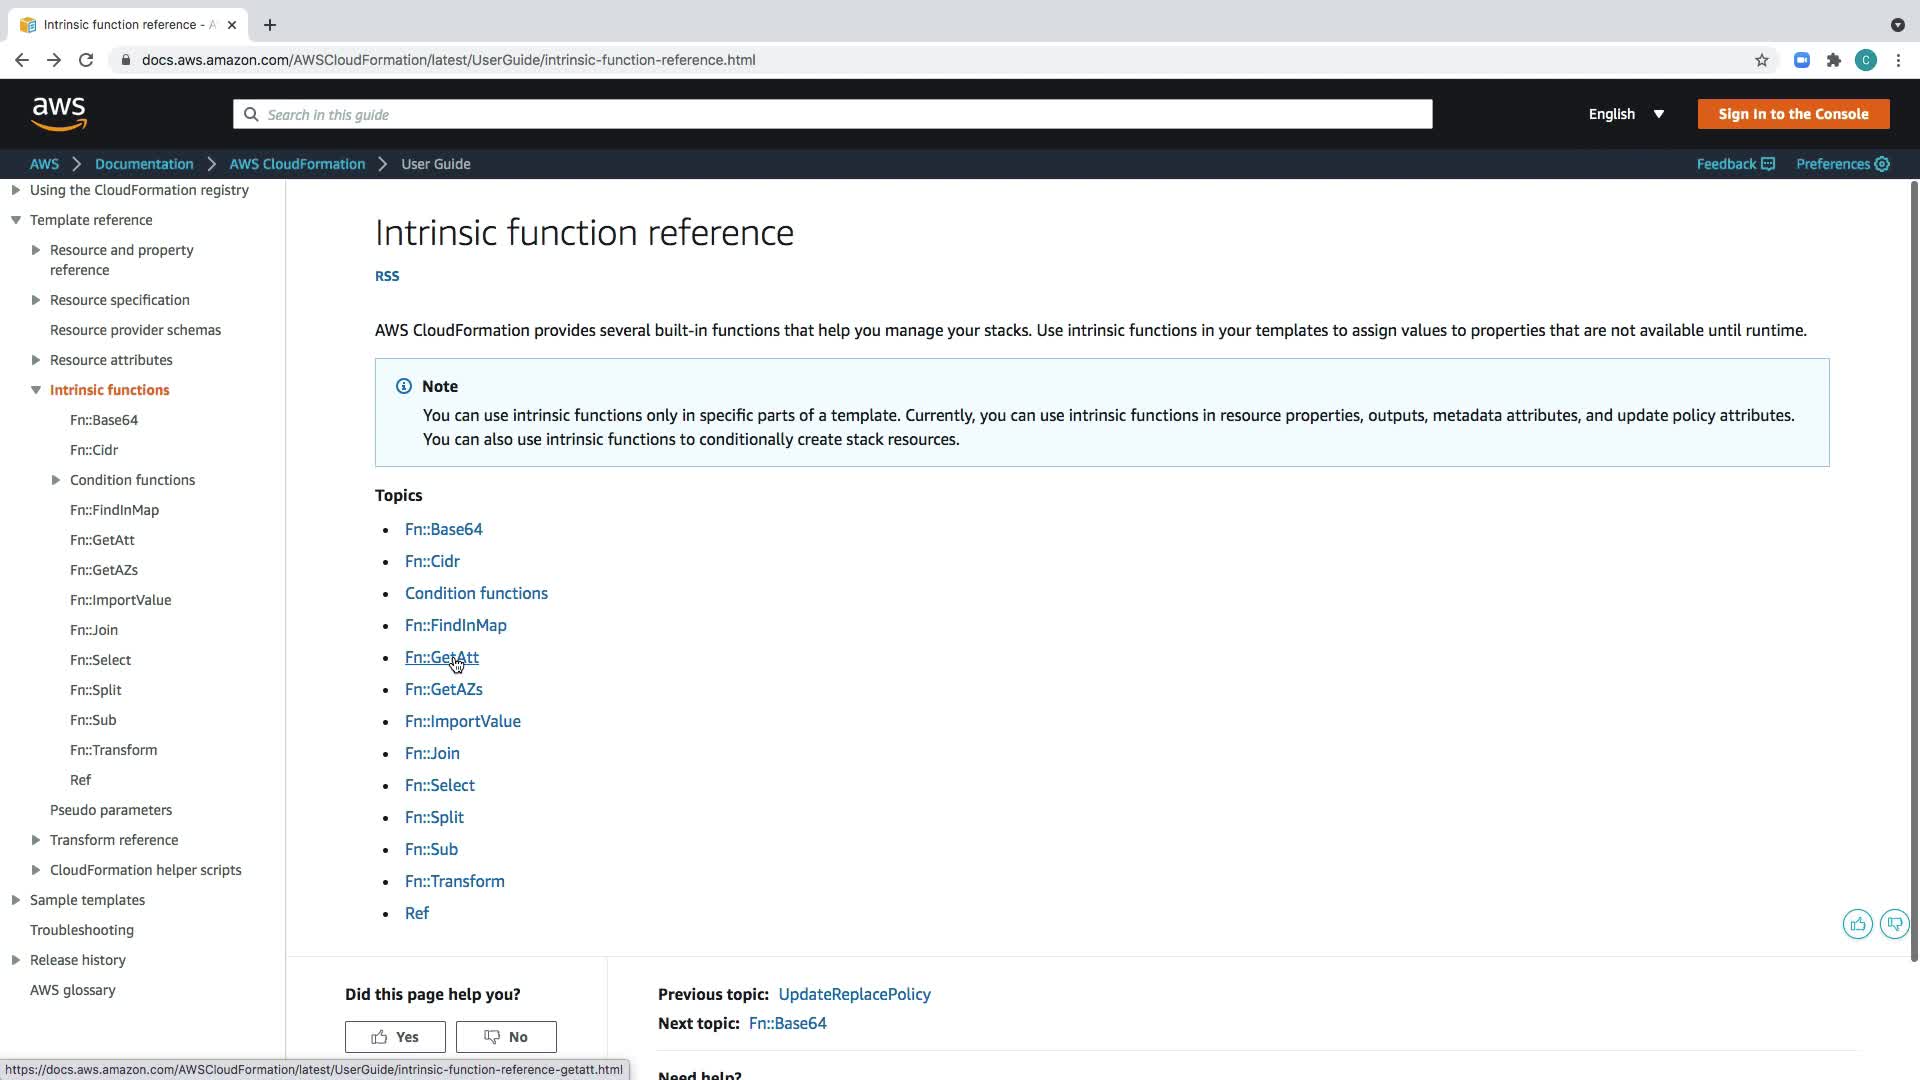 Intrinsic function reference - A
docs.aws.amazon.com/AWSCloudFormation/latest/UserGuide/intrinsic-function-reference.html
C
aws
Search in this guide
English
Sign In to the Console
AWS
Documentation
AWS CloudFormation
User Guide
Feedback
Preferences
Using the CloudFormation registry
Template reference
Resource and property
reference
Resource specification
Resource provider schemas
Resource attributes
Intrinsic functions
Fn::Base64
Fn::Cidr
Condition functions
Fn::FindInMap
Fn::GetAtt
Fn::GetAZs
Fn::ImportValue
Fn::Join
Fn::Select
Fn::Split
Fn::Sub
Fn::Transform
Ref
Pseudo parameters
Transform reference
CloudFormation helper scripts
Sample templates
Troubleshooting
Release history
AWS glossary
Intrinsic function reference
RSS
AWS CloudFormation provides several built-in functions that help you manage your stacks. Use intrinsic functions in your templates to assign values to properties that are not available until runtime.
Note
You can use intrinsic functions only in specific parts of a template. Currently, you can use intrinsic functions in resource properties, outputs, metadata attributes, and update policy attributes.
You can also use intrinsic functions to conditionally create stack resources.
Topics
Fn::Base64
Fn::Cidr
Condition functions
Fn::FindInMap
Fn::GetAtt
Fn::GetAZs
Fn::ImportValue
Fn::Join
Fn::Select
Fn::Split
Fn::Sub
Fn::Transform
Ref
Did this page help you?
Yes
No
Previous topic: UpdateReplacePolicy
Next topic: Fn::Base64
Need help?
https://docs.aws.amazon.com/AWSCloudFormation/latest/UserGuide/intrinsic-function-reference-getatt.html